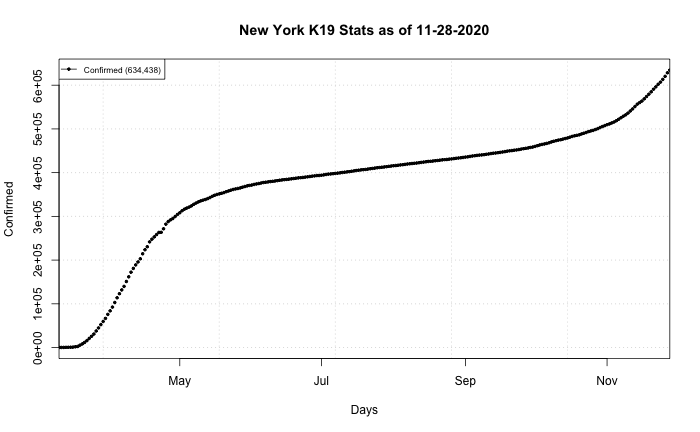 New York K19 Stats as of 11-28-2020
Confirmed (634,438)
6e+05
5e+05
4e+05
3e+05
2e+05
1e+05
0e+00
Confirmed
May Jul Sep Nov
Days